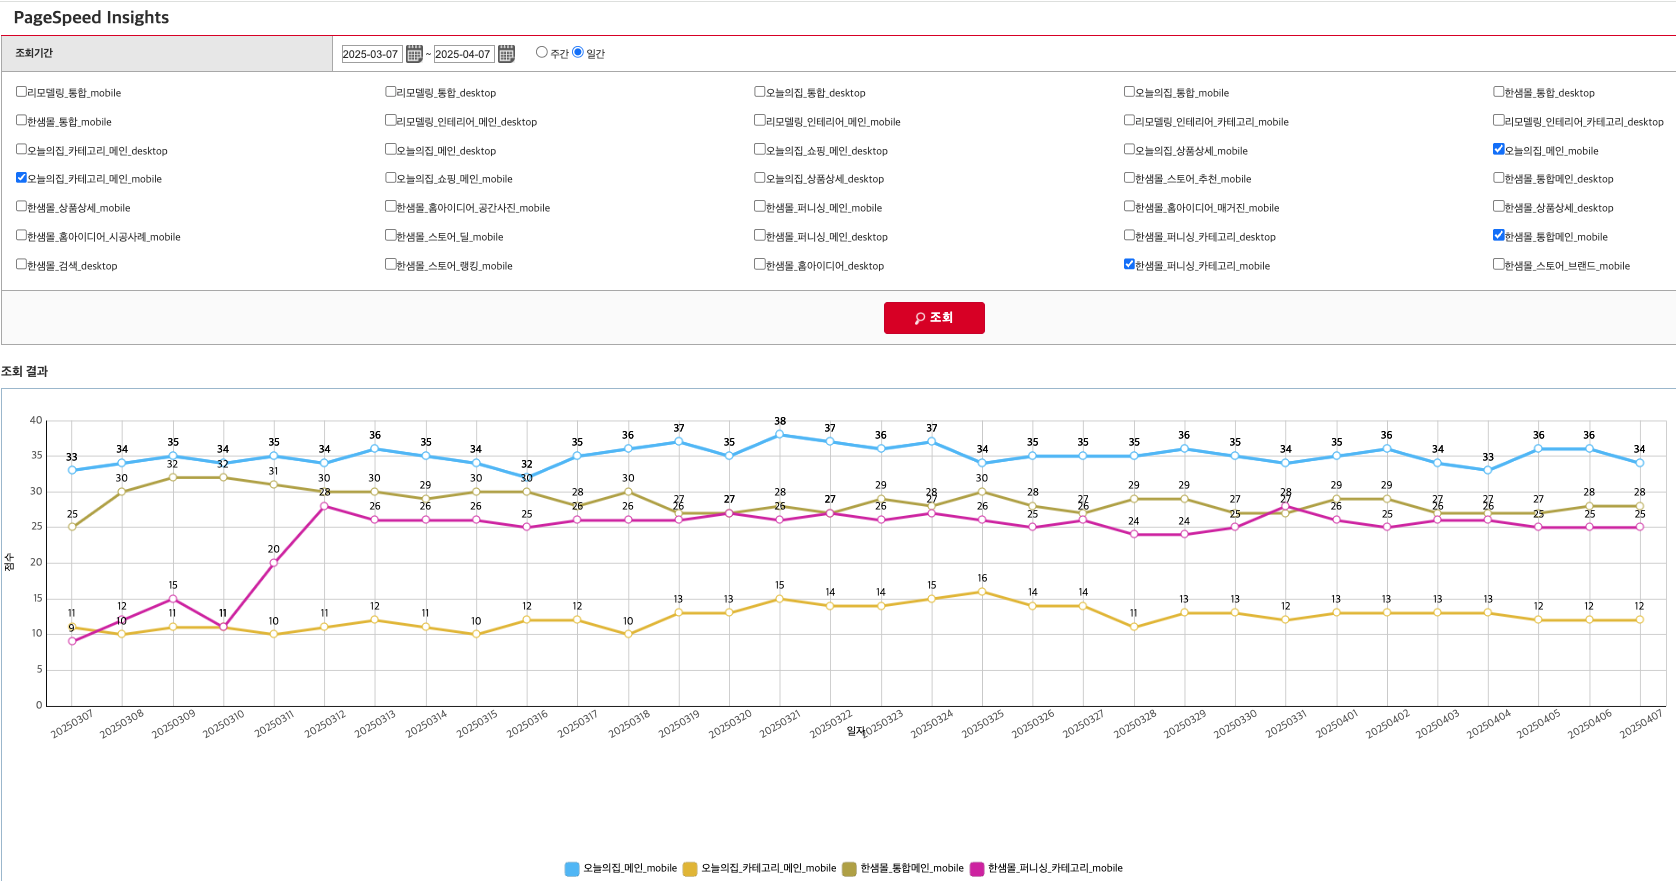 PageSpeed Insights
조회기간 2025-03-07 ~ 2025-04-07 주간 일간
리모델링_통합_mobile 리모델링_통합_desktop 오늘의집_통합_desktop 오늘의집_통합_mobile 한샘몰_통합_desktop
한샘몰_통합_mobile 리모델링_인테리어_메인_desktop 리모델링_인테리어_메인_mobile 리모델링_인테리어_카테고리_mobile 리모델링_인테리어_카테고리_desktop
오늘의집_카테고리_메인_desktop 오늘의집_메인_desktop 오늘의집_쇼핑_메인_desktop 오늘의집_상품상세_mobile 오늘의집_메인_mobile
오늘의집_카테고리_메인_mobile 오늘의집_쇼핑_메인_mobile 오늘의집_상품상세_desktop 한샘몰_스토어_추천_mobile 한샘몰_통합메인_desktop
한샘몰_상품상세_mobile 한샘몰_홈아이디어_공간사진_mobile 한샘몰_퍼니싱_메인_mobile 한샘몰_홈아이디어_매거진_mobile 한샘몰_상품상세_desktop
한샘몰_홈아이디어_시공사례_mobile 한샘몰_스토어_딜_mobile 한샘몰_퍼니싱_메인_desktop 한샘몰_퍼니싱_카테고리_desktop 한샘몰_통합메인_mobile
한샘몰_검색_desktop 한샘몰_스토어_랭킹_mobile 한샘몰_홈아이디어_desktop 한샘몰_퍼니싱_카테고리_mobile 한샘몰_스토어_브랜드_mobile
조회
조회 결과
점수
40
35
30
25
20
15
10
5
0
33 34 35 34 35 34 36 35 34 32 35 36 37 35 38 37 36 37 34 35 35 35 36 35 34 35 36 34 33 36 36 34
25 30 32 32 31 30 30 29 30 30 28 30 27 27 28 27 29 28 30 28 27 29 29 27 27 29 29 27 27 27 28 28
9 12 15 11 20 28 26 26 26 25 26 26 26 27 26 27 26 27 26 25 26 24 24 25 28 26 25 26 26 25 25 25
11 10 11 11 10 11 12 11 10 12 12 10 13 13 15 14 14 15 16 14 14 11 13 13 12 13 13 13 13 12 12 12
20250307 20250308 20250309 20250310 20250311 20250312 20250313 20250314 20250315 20250316 20250317 20250318 20250319 20250320 20250321 20250322 20250323 20250324 20250325 20250326 20250327 20250328 20250329 20250330 20250331 20250401 20250402 20250403 20250404 20250405 20250406 20250407
일자
오늘의집_메인_mobile 오늘의집_카테고리_메인_mobile 한샘몰_통합메인_mobile 한샘몰_퍼니싱_카테고리_mobile